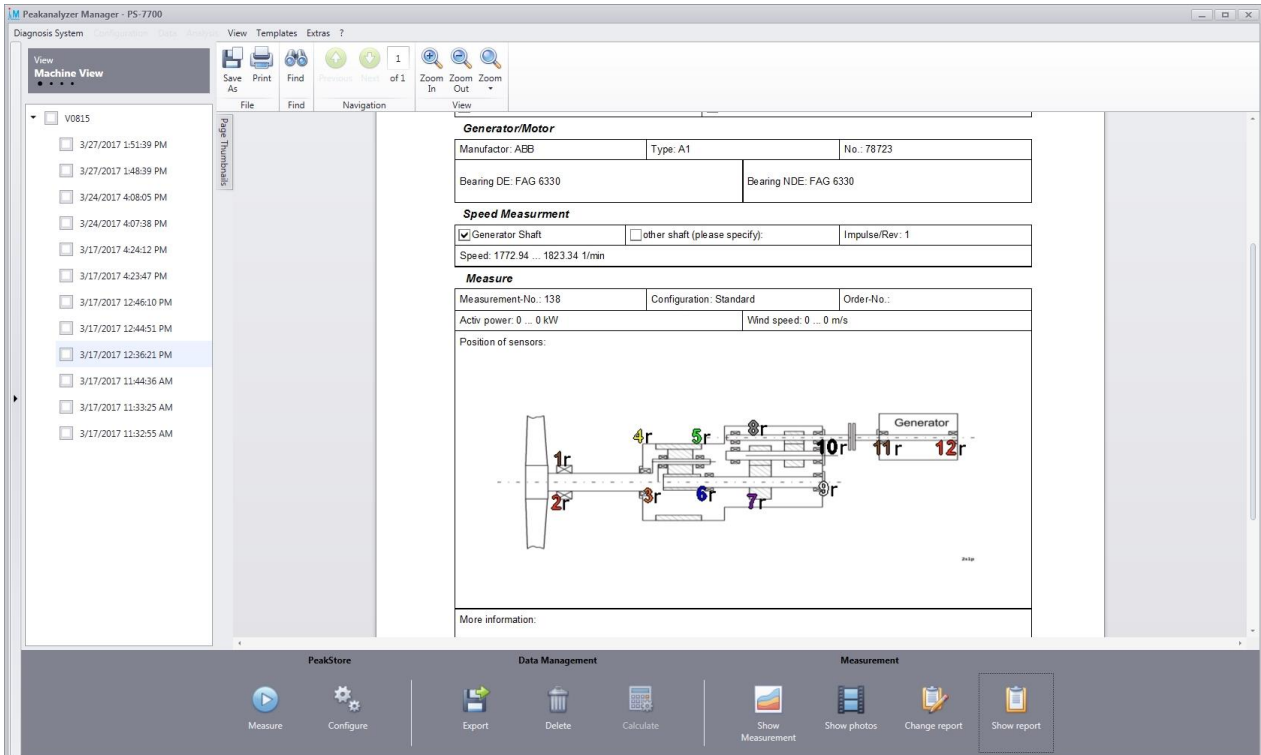 Peakanalyzer Manager - PS-7700
Diagnosis System Configuration Data Analysis View Templates Extras ?
View
Machine View
Save As
Print
Find
Previous
Next
1
of 1
Zoom In
Zoom Out
Zoom
File
Find
Navigation
View
V0815
3/27/2017 1:51:39 PM
3/27/2017 1:48:39 PM
3/24/2017 4:08:05 PM
3/24/2017 4:07:38 PM
3/17/2017 4:24:12 PM
3/17/2017 4:23:47 PM
3/17/2017 12:46:10 PM
3/17/2017 12:44:51 PM
3/17/2017 12:36:21 PM
3/17/2017 11:44:36 AM
3/17/2017 11:33:25 AM
3/17/2017 11:32:55 AM
Page Thumbnails
Generator/Motor
Manufactor: ABB Type: A1 No.: 78723
Bearing DE: FAG 6330 Bearing NDE: FAG 6330
Speed Measurment
Generator Shaft other shaft (please specify): Impulse/Rev: 1
Speed: 1772.94 ... 1823.34 1/min
Measure
Measurement-No.: 138 Configuration: Standard Order-No.:
Activ power: 0 ... 0 kW Wind speed: 0 ... 0 m/s
Position of sensors:
Generator
1r
2r
3r
4r
5r
6r
7r
8r
9r
10r
11r
12r
More information:
PeakStore
Data Management
Measurement
Measure
Configure
Export
Delete
Calculate
Show Measurement
Show photos
Change report
Show report